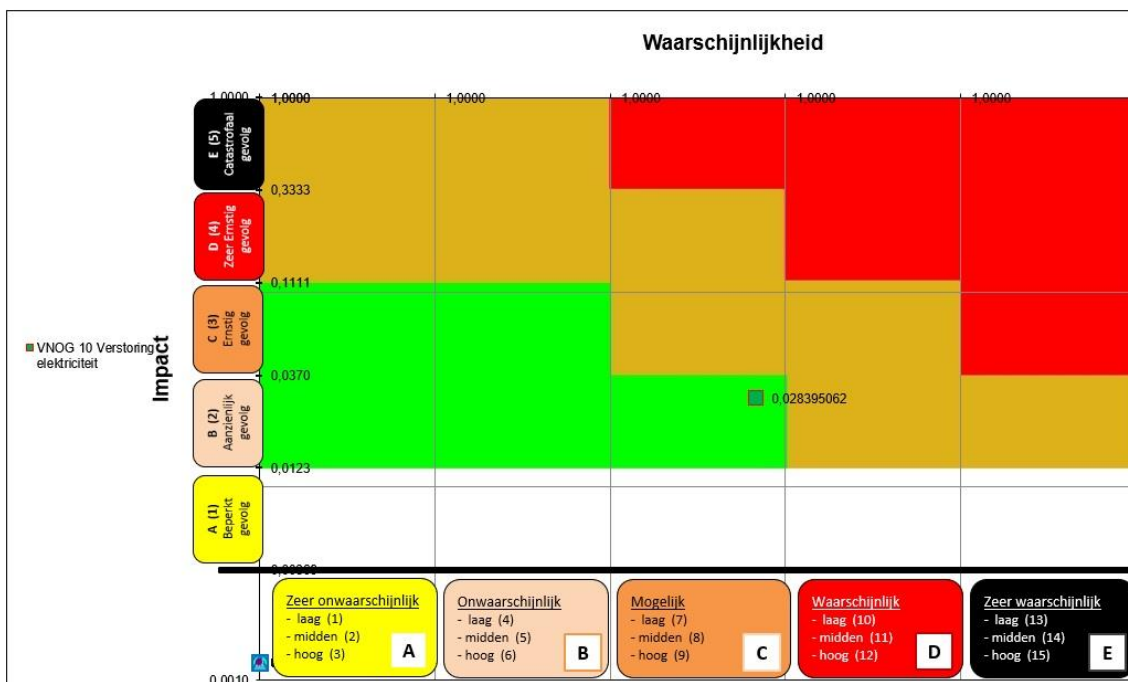 Waarschijnlijkheid
1,0000
1,0000
1,0000
1,0000
1,0000
1,0000
E (5)
Catastrofaal
gevolg
0,3333
D (4)
Zeer Ernstig
gevolg
0,1111
C (3)
Ernstig
gevolg
VNOG 10 Verstoring
elektriciteit
Impact
0,0370
0,028395062
B (2)
Aanzienlijk
gevolg
0,0123
A (1)
Beperkt
gevolg
Zeer onwaarschijnlijk
- laag (1)
- midden (2)
- hoog (3)
A
Onwaarschijnlijk
- laag (4)
- midden (5)
- hoog (6)
B
Mogelijk
- laag (7)
- midden (8)
- hoog (9)
C
Waarschijnlijk
- laag (10)
- midden (11)
- hoog (12)
D
Zeer waarschijnlijk
- laag (13)
- midden (14)
- hoog (15)
E
0,0010